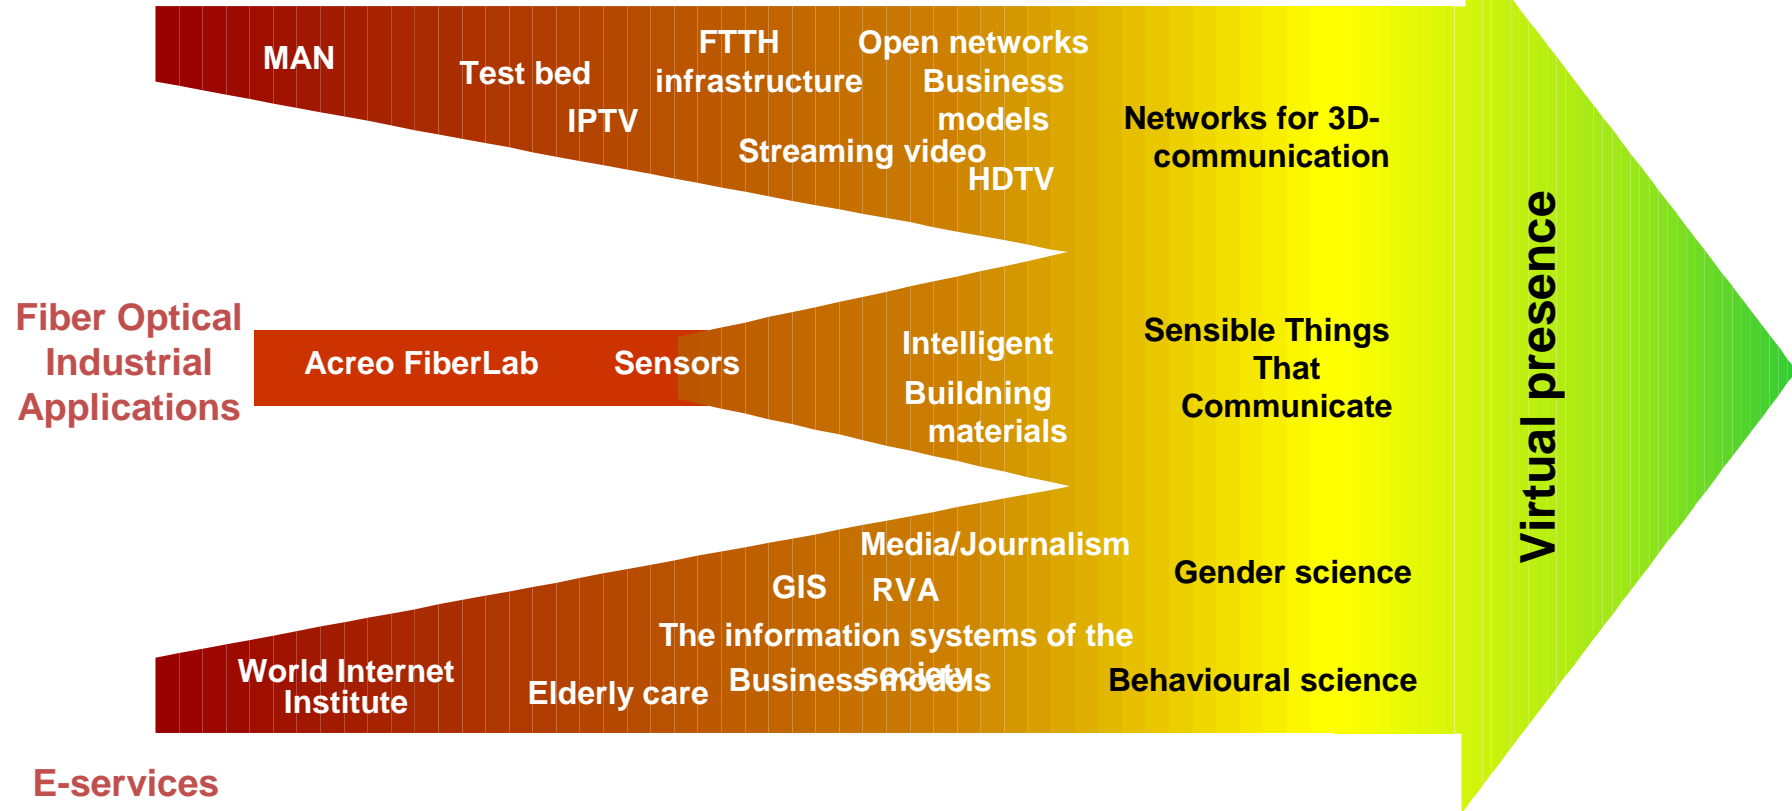 MAN
Test bed
IPTV
FTTH
infrastructure
Open networks
Business
models
Streaming video
HDTV
Networks for 3D-
communication
Fiber Optical
Industrial
Applications
Acreo FiberLab
Sensors
Intelligent
Buildning
materials
Sensible Things
That
Communicate
Virtual presence
Media/Journalism
GIS
RVA
The information systems of the
society
Business models
Gender science
World Internet
Institute
Elderly care
Behavioural science
E-services